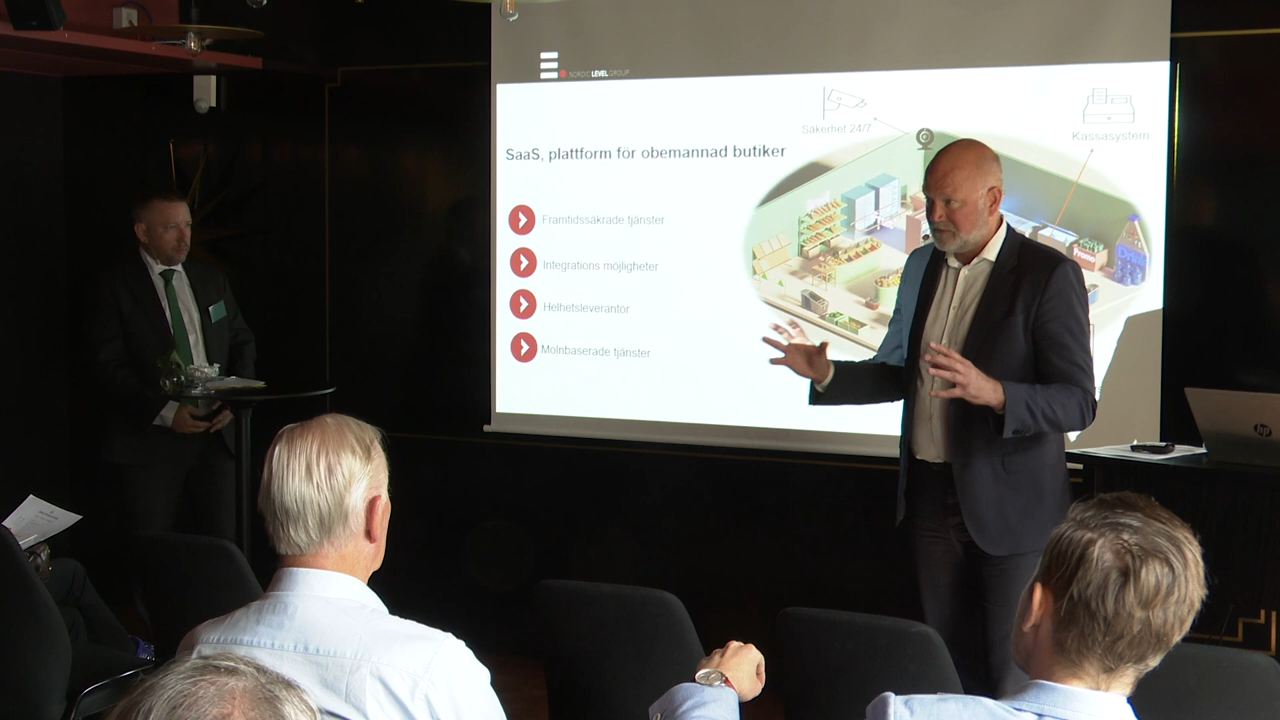 NORDIC LEVEL GROUP
Säkerhet 24/7
Kassasystem
SaaS, plattform för obemannad butiker
Framtidssäkrade tjänster
Integrations möjligheter
Helhetsleverantör
Molnbaserade tjänster
Promo
hp